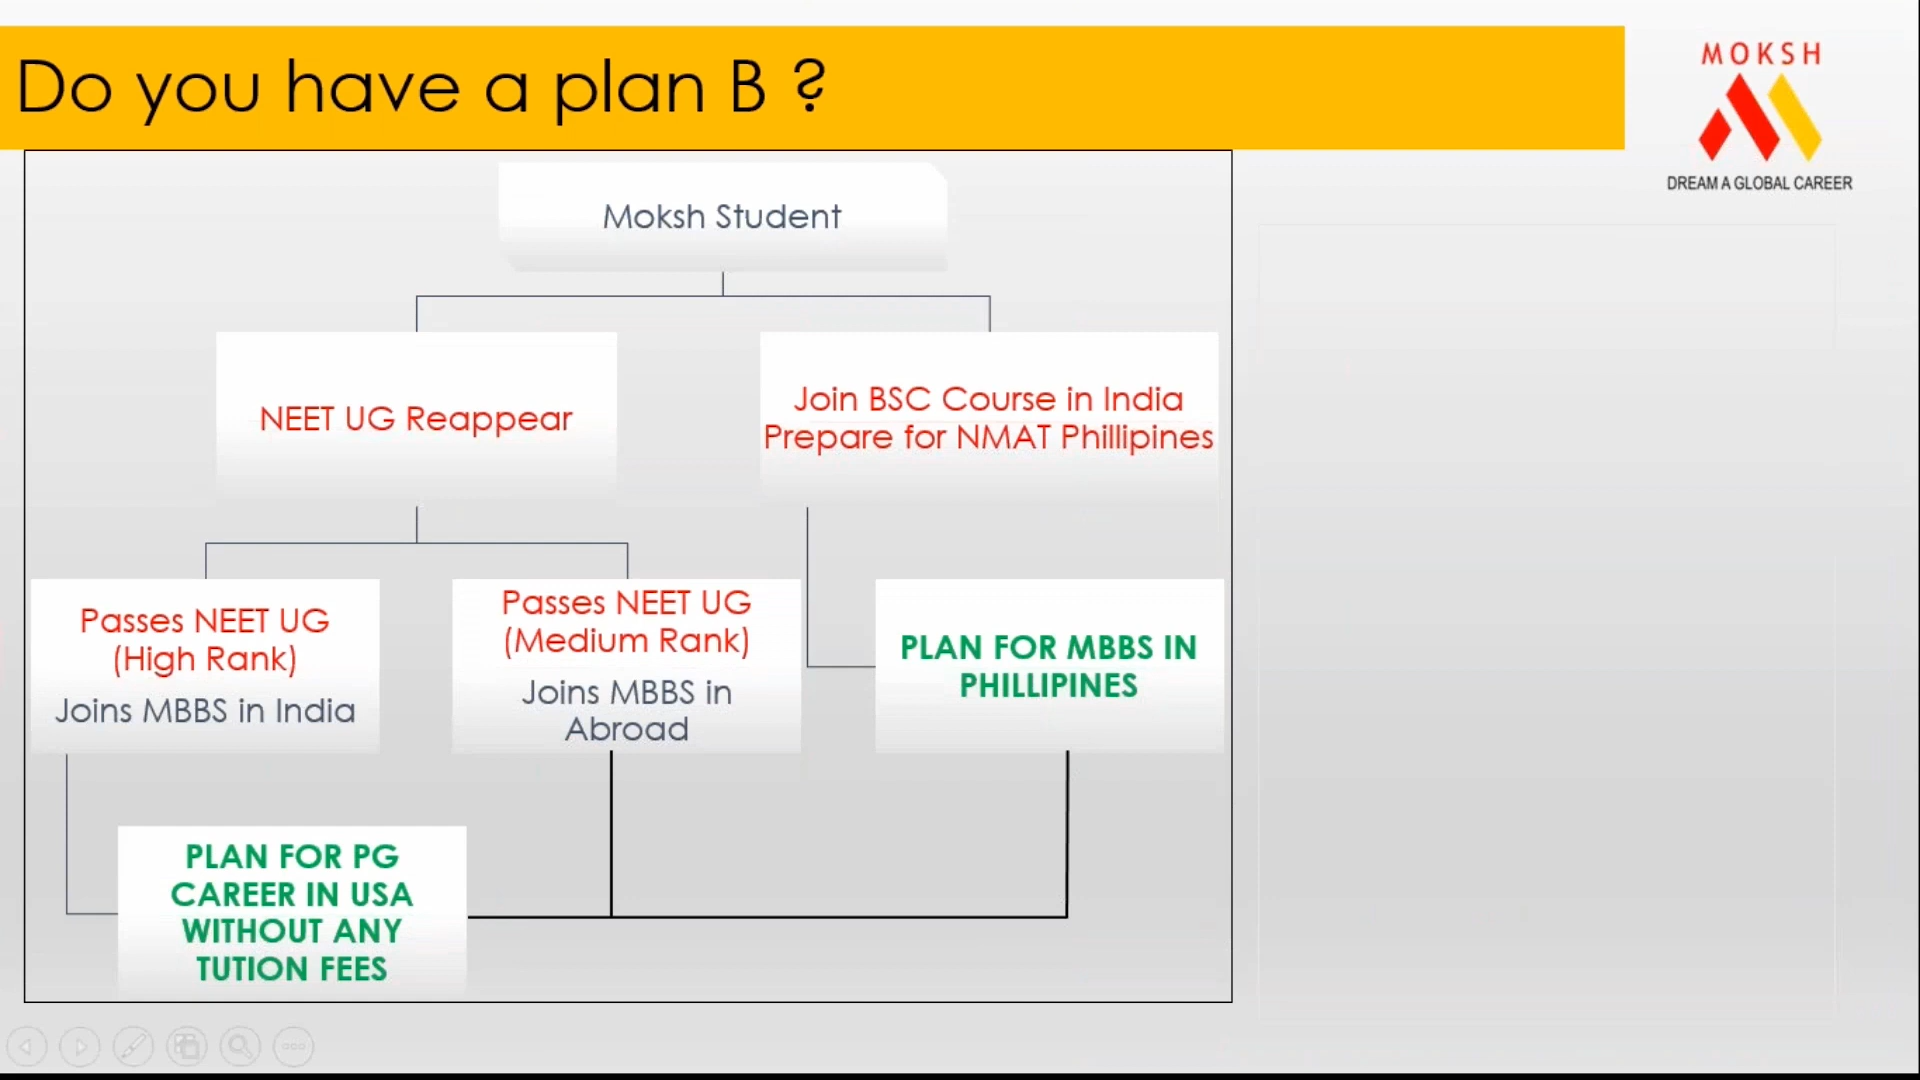 Do you have a plan B ?
MOKSH
DREAM A GLOBAL CAREER
Moksh Student
NEET UG Reappear
Join BSC Course in India
Prepare for NMAT Phillipines
Passes NEET UG
(High Rank)
Joins MBBS in India
Passes NEET UG
(Medium Rank)
Joins MBBS in
Abroad
PLAN FOR MBBS IN
PHILLIPINES
PLAN FOR PG
CAREER IN USA
WITHOUT ANY
TUTION FEES